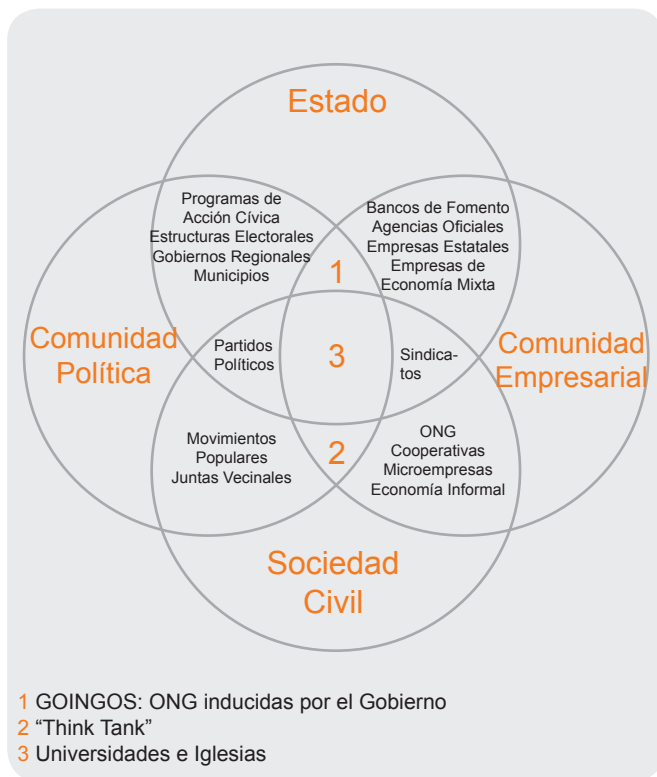 Estado
Programas de
Acción Cívica
Estructuras Electorales
Gobiernos Regionales
Municipios
Bancos de Fomento
Agencias Oficiales
Empresas Estatales
Empresas de
Economía Mixta
1
Comunidad
Política
Partidos
Políticos
3
Sindica-
tos
Comunidad
Empresarial
Movimientos
Populares
Juntas Vecinales
2
ONG
Cooperativas
Microempresas
Economía Informal
Sociedad
Civil
1 GOINGOS: ONG inducidas por el Gobierno
2 “Think Tank”
3 Universidades e Iglesias